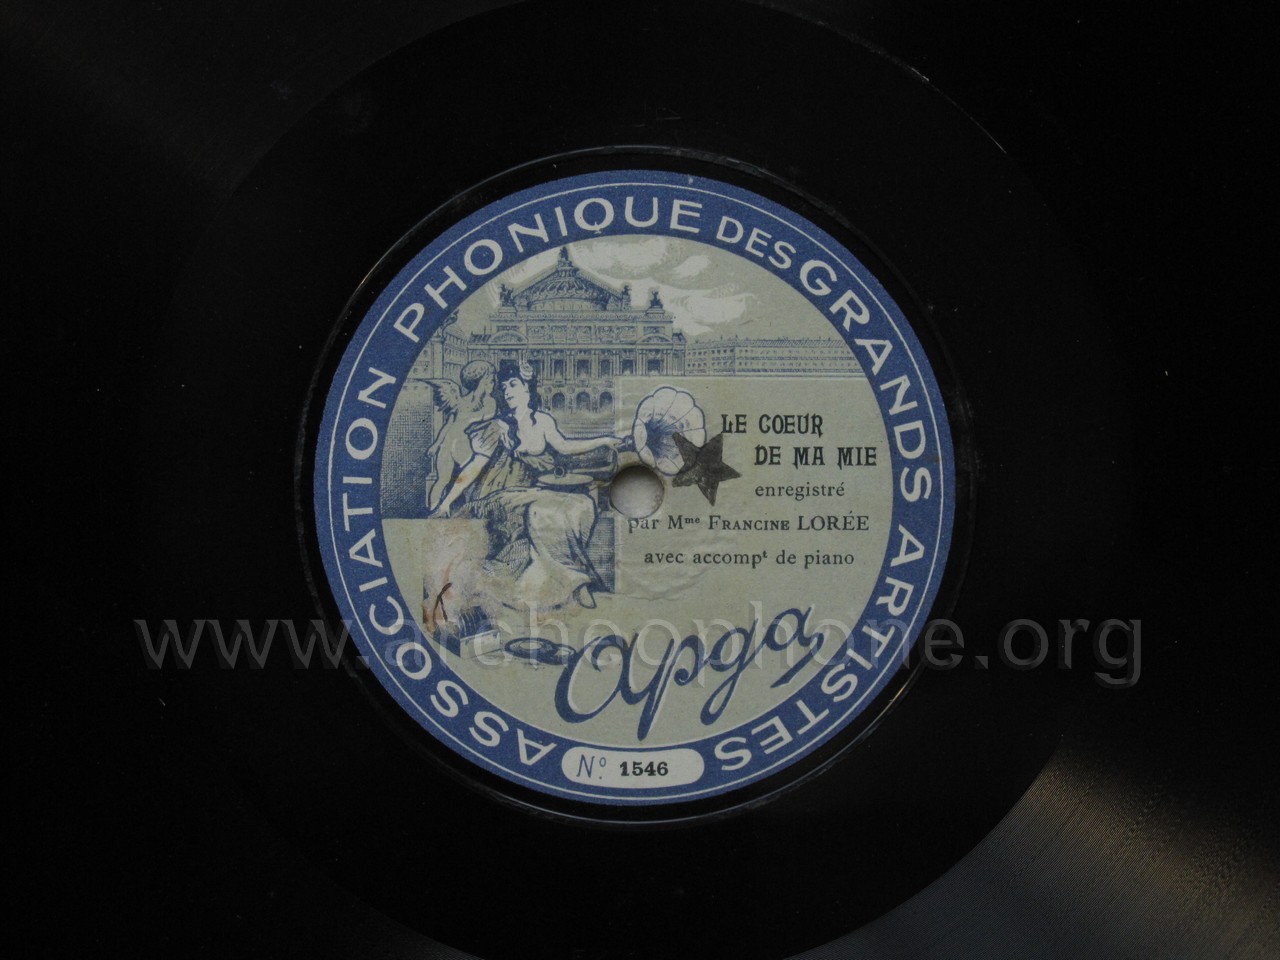 ASSOCIATION PHONIQUE DES GRANDS ARTISTES
LE COEUR
DE MA MIE
enregistré
par Mme FRANCINE LORÉE
avec accompt de piano
www.archeophone.org
Apga
No. 1546